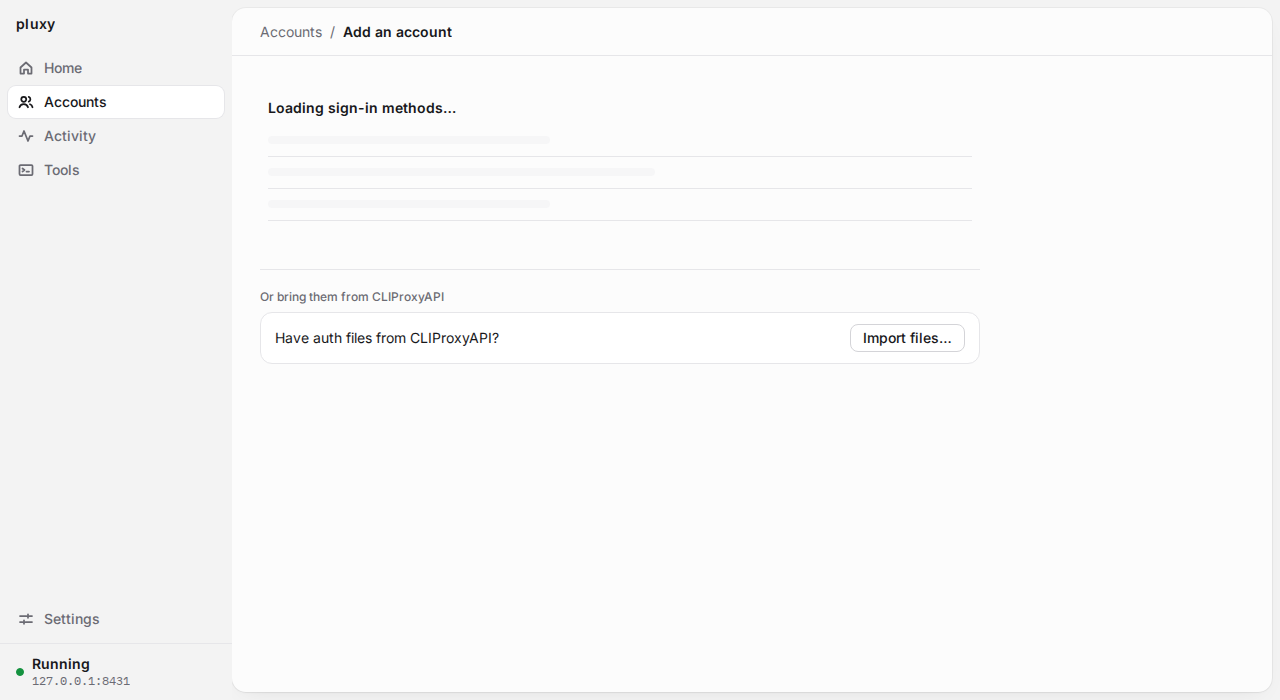 pluxy
Home
Accounts
Activity
Tools
Settings
Running
127.0.0.1:8431
Accounts / Add an account
Loading sign-in methods...
Or bring them from CLIProxyAPI
Have auth files from CLIProxyAPI?
Import files...